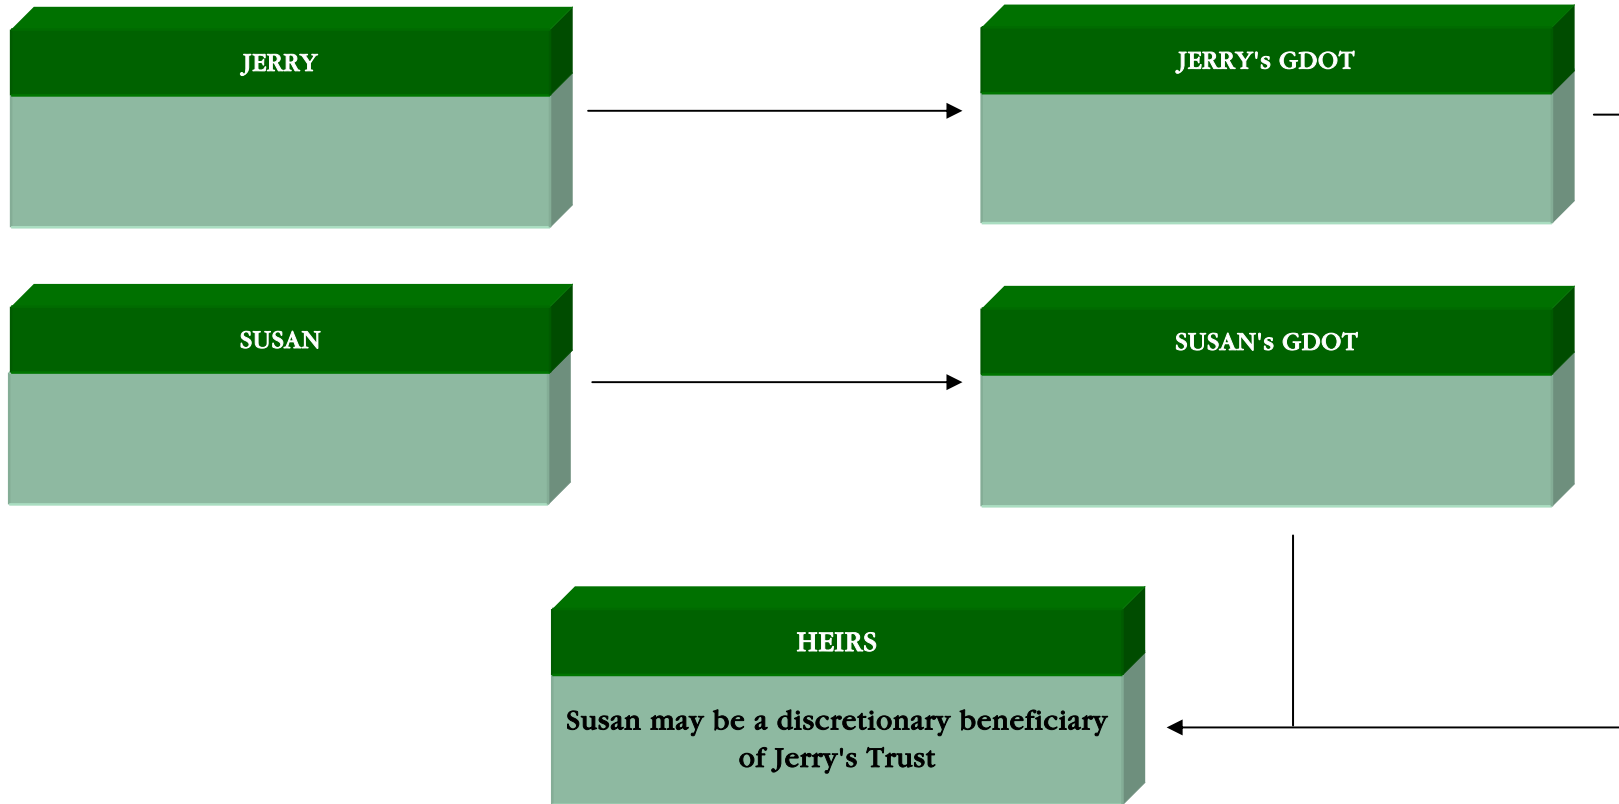 JERRY
JERRY's GDOT
SUSAN
SUSAN's GDOT
HEIRS
Susan may be a discretionary beneficiary
of Jerry's Trust